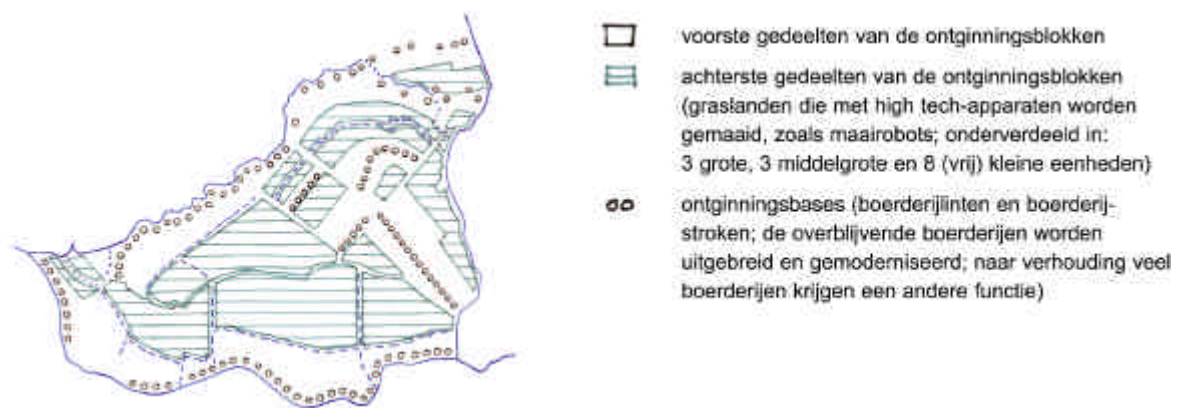 voorste gedeelten van de ontginningsblokken
achterste gedeelten van de ontginningsblokken
(graslanden die met high tech-apparaten worden
gemaaid, zoals maairobots; onderverdeeld in:
3 grote, 3 middelgrote en 8 (vrij) kleine eenheden)
ontginningsbases (boerderijlinten en boerderij-
stroken; de overblijvende boerderijen worden
uitgebreid en gemoderniseerd; naar verhouding veel
boerderijen krijgen een andere functie)